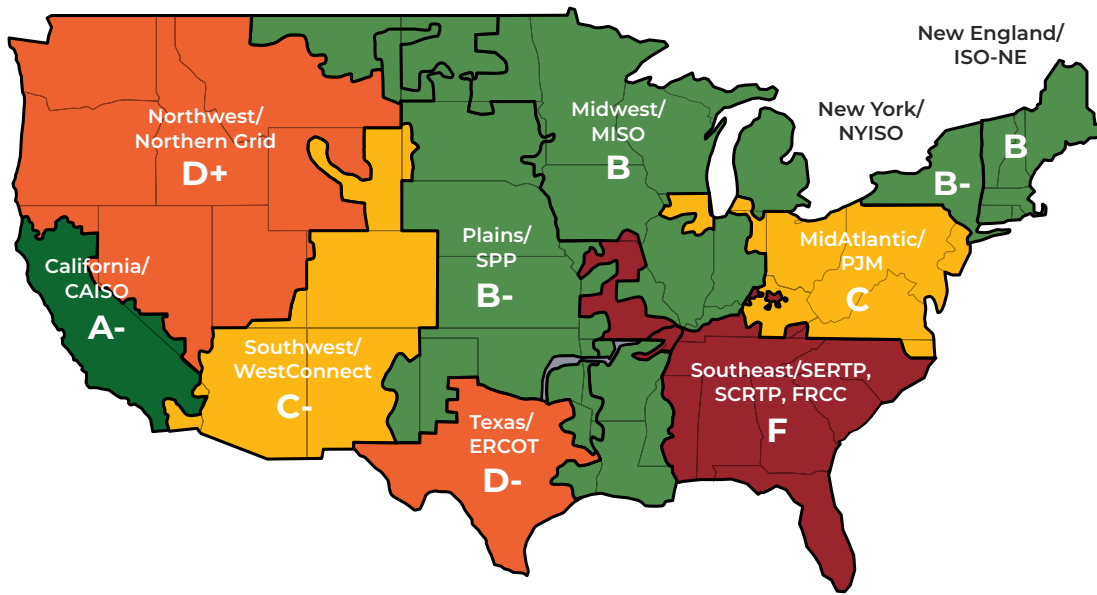 New England/
ISO-NE
New York/
NYISO
B
B-
Midwest/
MISO
B
Northwest/
Northern Grid
D+
MidAtlantic/
PJM
C
Plains/
SPP
B-
California/
CAISO
A-
Southwest/
WestConnect
C-
Southeast/SERTP,
SCRTP, FRCC
F
Texas/
ERCOT
D-